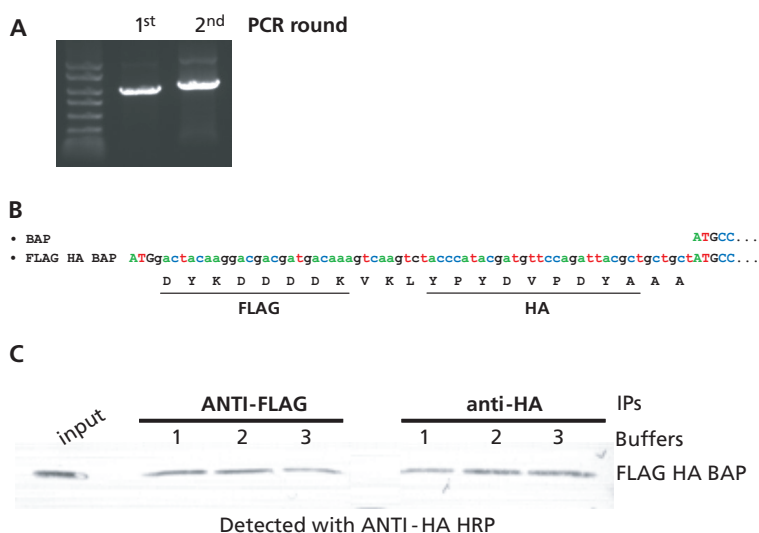 A
1st 2nd PCR round
B
• BAP ATGCC...
• FLAG HA BAP ATGgactacaaggacgacgatgacaaagtcaagtctacccatacgatgttccagattacgctgctgctATGCC...
D Y K D D D D K V K L Y P Y D V P D Y A A A
FLAG HA
C
input ANTI-FLAG anti-HA IPs
1 2 3 1 2 3 Buffers
FLAG HA BAP
Detected with ANTI-HA HRP